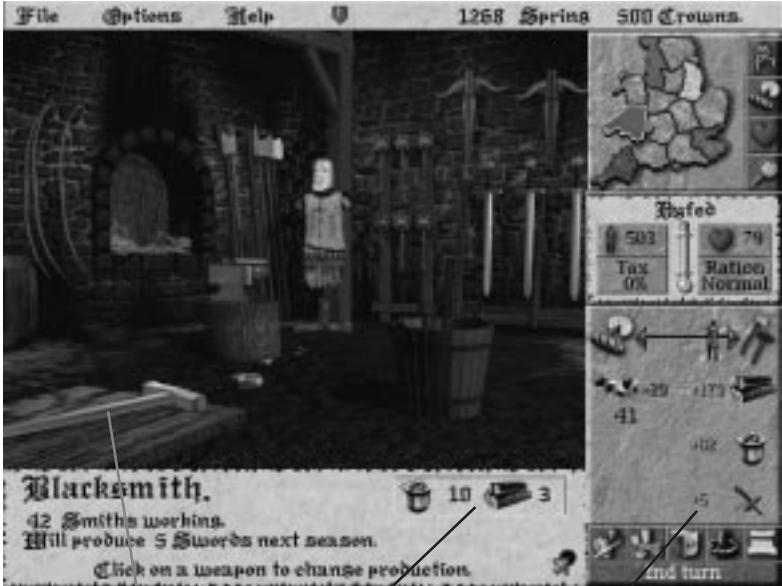 File Options Help 1268 Spring 500 Crowns.
Dyfed
503 79
Tax
0%
Ration
Normal
+29 +173
41
+102
+5
Blacksmith.
10 3
42 Smiths working.
Will produce 5 Swords next season.
Click on a weapon to change production.
End turn